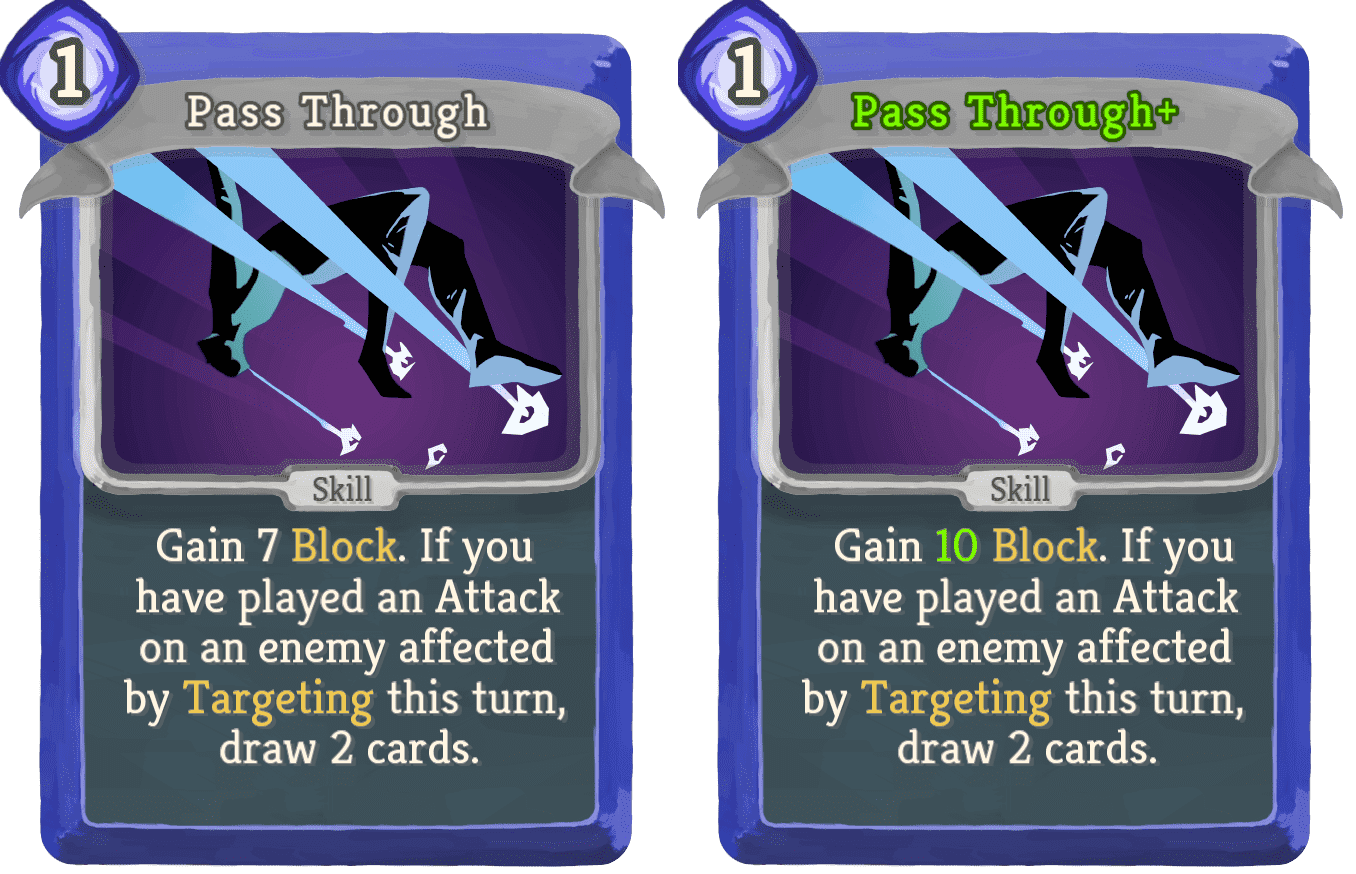 1
Pass Through
Skill
Gain 7 Block. If you
have played an Attack
on an enemy affected
by Targeting this turn,
draw 2 cards.
1
Pass Through+
Skill
Gain 10 Block. If you
have played an Attack
on an enemy affected
by Targeting this turn,
draw 2 cards.